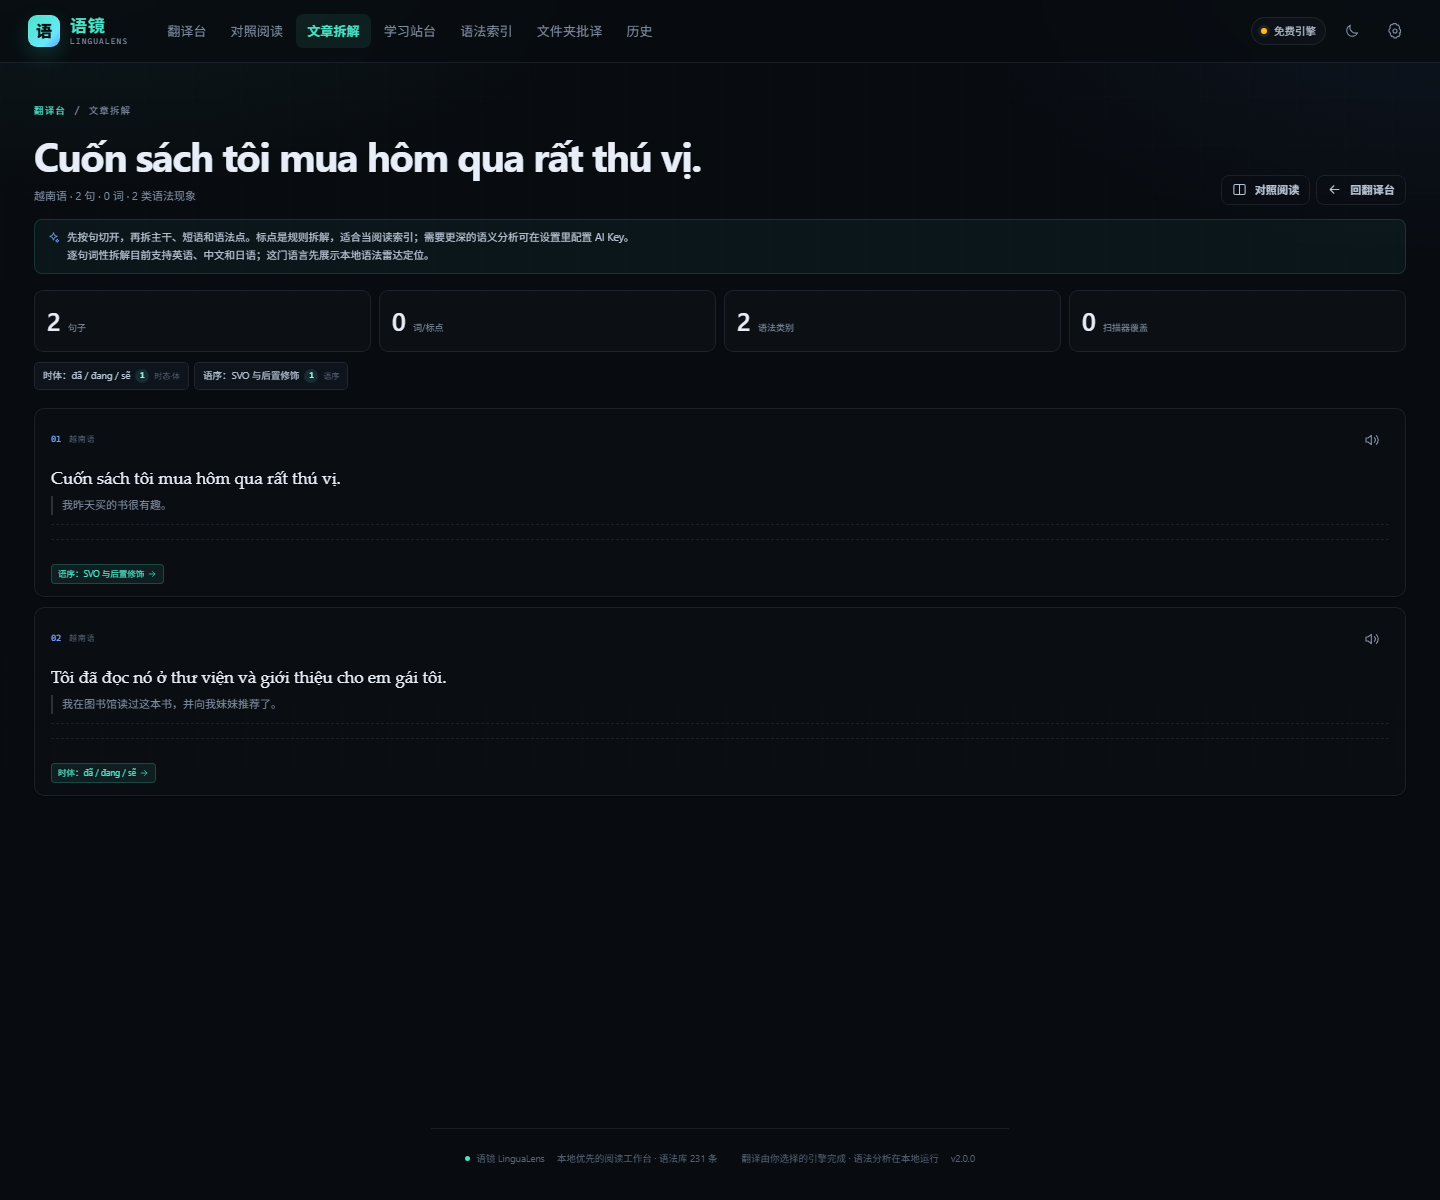 语 语镜
LINGUALENS
翻译台 对照阅读 文章拆解 学习站台 语法索引 文件夹批译 历史
免费引擎
翻译台 / 文章拆解
Cuốn sách tôi mua hôm qua rất thú vị.
越南语 · 2 句 · 0 词 · 2 类语法现象
对照阅读 回翻译台
先按句切开，再拆主干、短语和语法点。标点是规则拆解，适合当阅读索引；需要更深的语义分析可在设置里配置 AI Key。
逐句词性拆解目前支持英语、中文和日语；这门语言先展示本地语法雷达定位。
2 句子 0 词/标点 2 语法类别 0 扫描器覆盖
时体：đã / đang / sẽ 1 时态·体 语序：SVO 与后置修饰 1 语序
01 越南语
Cuốn sách tôi mua hôm qua rất thú vị.
我昨天买的书很有趣。
语序：SVO 与后置修饰 →
02 越南语
Tôi đã đọc nó ở thư viện và giới thiệu cho em gái tôi.
我在图书馆读过这本书，并向我妹妹推荐了。
时体：đã / đang / sẽ →
语镜 LinguaLens 本地优先的阅读工作台 · 语法库 231 条 翻译由你选择的引擎完成 · 语法分析在本地运行 v2.0.0